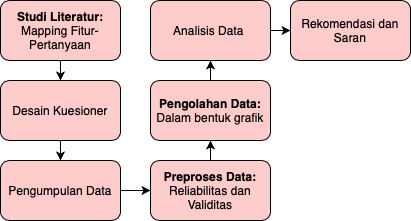 Studi Literatur:
Mapping Fitur-
Pertanyaan
Desain Kuesioner
Pengumpulan Data
Preproses Data:
Reliabilitas dan
Validitas
Pengolahan Data:
Dalam bentuk grafik
Analisis Data
Rekomendasi dan
Saran